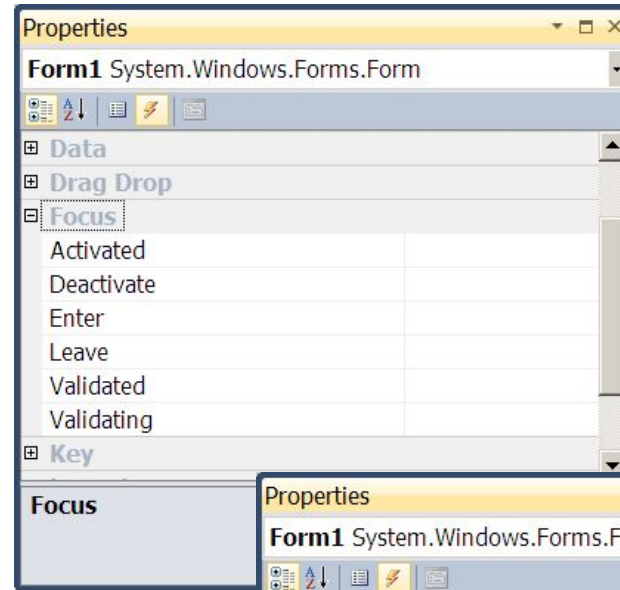 Properties
Form1 System.Windows.Forms.Form
Data
Drag Drop
Focus
Activated
Deactivate
Enter
Leave
Validated
Validating
Key
Focus
Properties
Form1 System.Windows.Forms.F